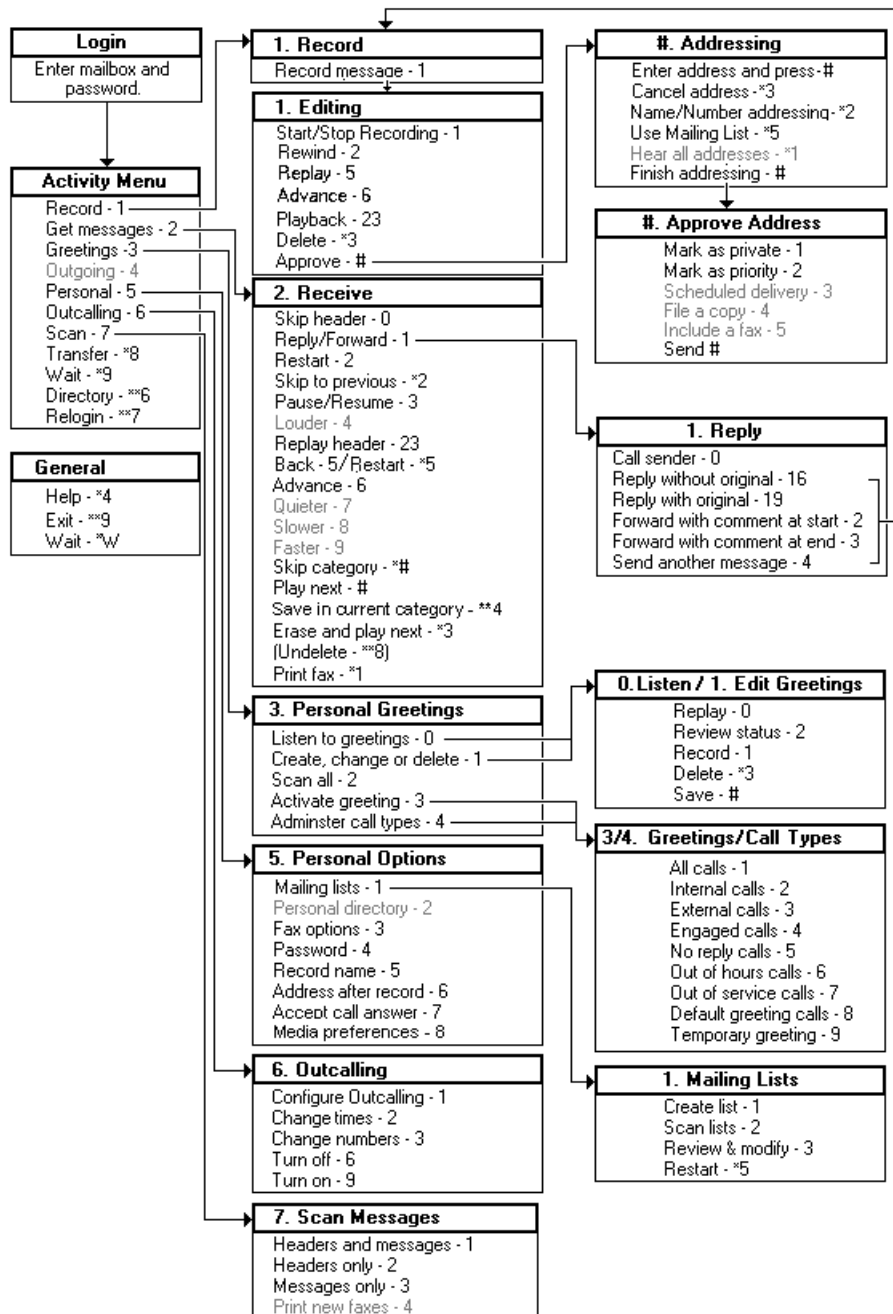 Login
Enter mailbox and
password.
Activity Menu
Record - 1
Get messages - 2
Greetings -3
Outgoing - 4
Personal - 5
Outcalling - 6
Scan - 7
Transfer - *8
Wait - *9
Directory - **6
Relogin - **7
General
Help - *4
Exit - **9
Wait - *W
1. Record
Record message - 1
1. Editing
Start/Stop Recording - 1
Rewind - 2
Replay - 5
Advance - 6
Playback - 23
Delete - *3
Approve - #
2. Receive
Skip header - 0
Reply/Forward - 1
Restart - 2
Skip to previous - *2
Pause/Resume - 3
Louder - 4
Replay header - 23
Back - 5/Restart - *5
Advance - 6
Quieter - 7
Slower - 8
Faster - 9
Skip category - *#
Play next - #
Save in current category - **4
Erase and play next - *3
(Undelete - **8)
Print fax - *1
3. Personal Greetings
Listen to greetings - 0
Create, change or delete - 1
Scan all - 2
Activate greeting - 3
Adminster call types - 4
5. Personal Options
Mailing lists - 1
Personal directory - 2
Fax options - 3
Password - 4
Record name - 5
Address after record - 6
Accept call answer - 7
Media preferences - 8
6. Outcalling
Configure Outcalling - 1
Change times - 2
Change numbers - 3
Turn off - 6
Turn on - 9
7. Scan Messages
Headers and messages - 1
Headers only - 2
Messages only - 3
Print new faxes - 4
#. Addressing
Enter address and press-#
Cancel address -*3
Name/Number addressing-*2
Use Mailing List -*5
Hear all addresses -*1
Finish addressing - #
#. Approve Address
Mark as private - 1
Mark as priority - 2
Scheduled delivery - 3
File a copy - 4
Include a fax - 5
Send #
1. Reply
Call sender - 0
Reply without original - 16
Reply with original - 19
Forward with comment at start - 2
Forward with comment at end - 3
Send another message - 4
0.Listen / 1. Edit Greetings
Replay - 0
Review status - 2
Record - 1
Delete - *3
Save - #
3/4. Greetings/Call Types
All calls - 1
Internal calls - 2
External calls - 3
Engaged calls - 4
No reply calls - 5
Out of hours calls - 6
Out of service calls - 7
Default greeting calls - 8
Temporary greeting - 9
1. Mailing Lists
Create list - 1
Scan lists - 2
Review & modify - 3
Restart - *5